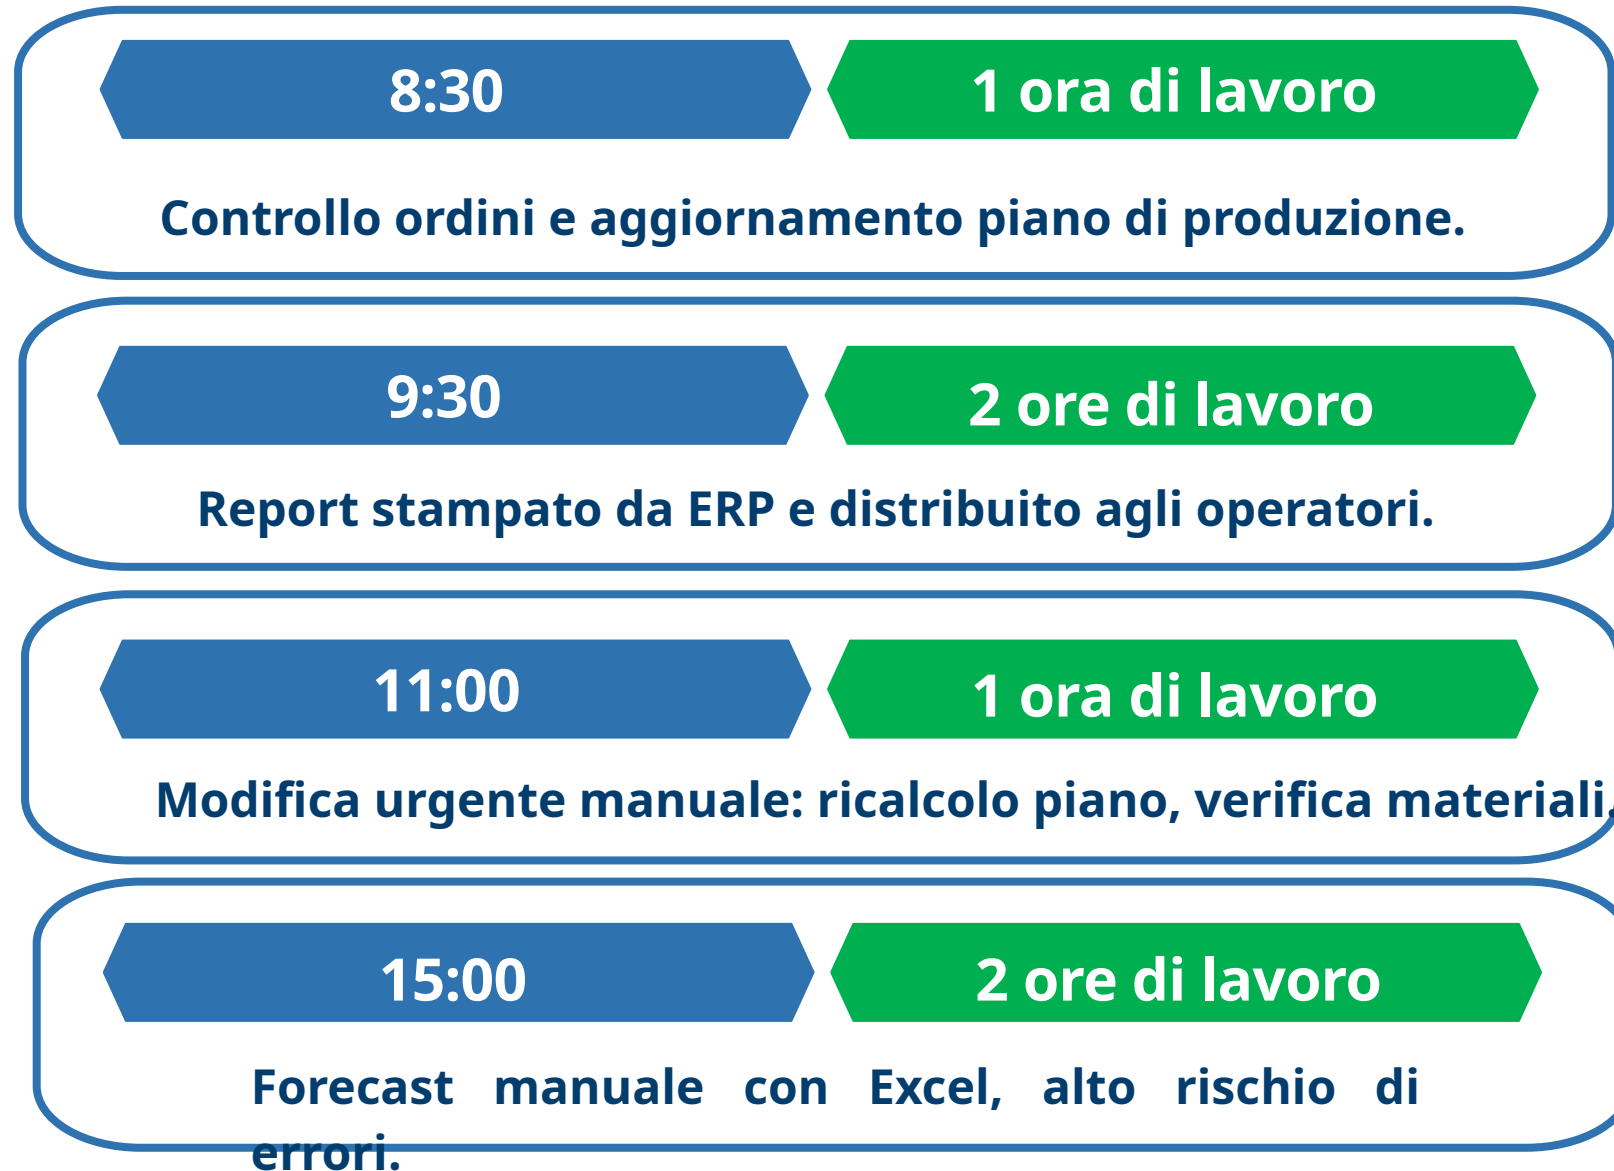 8:30
1 ora di lavoro
Controllo ordini e aggiornamento piano di produzione.
9:30
2 ore di lavoro
Report stampato da ERP e distribuito agli operatori.
11:00
1 ora di lavoro
Modifica urgente manuale: ricalcolo piano, verifica materiali.
15:00
2 ore di lavoro
Forecast manuale con Excel, alto rischio di
errori.